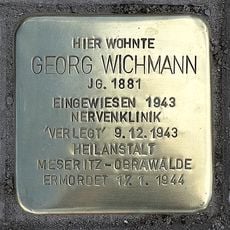 HIER WOHNTE
GEORG WICHMANN
JG. 1881
EINGEWIESEN 1943
NERVENKLINIK
'VERLEGT' 9.12.1943
HEILANSTALT
MESERITZ-OBRAWALDE
ERMORDET 17.1.1944